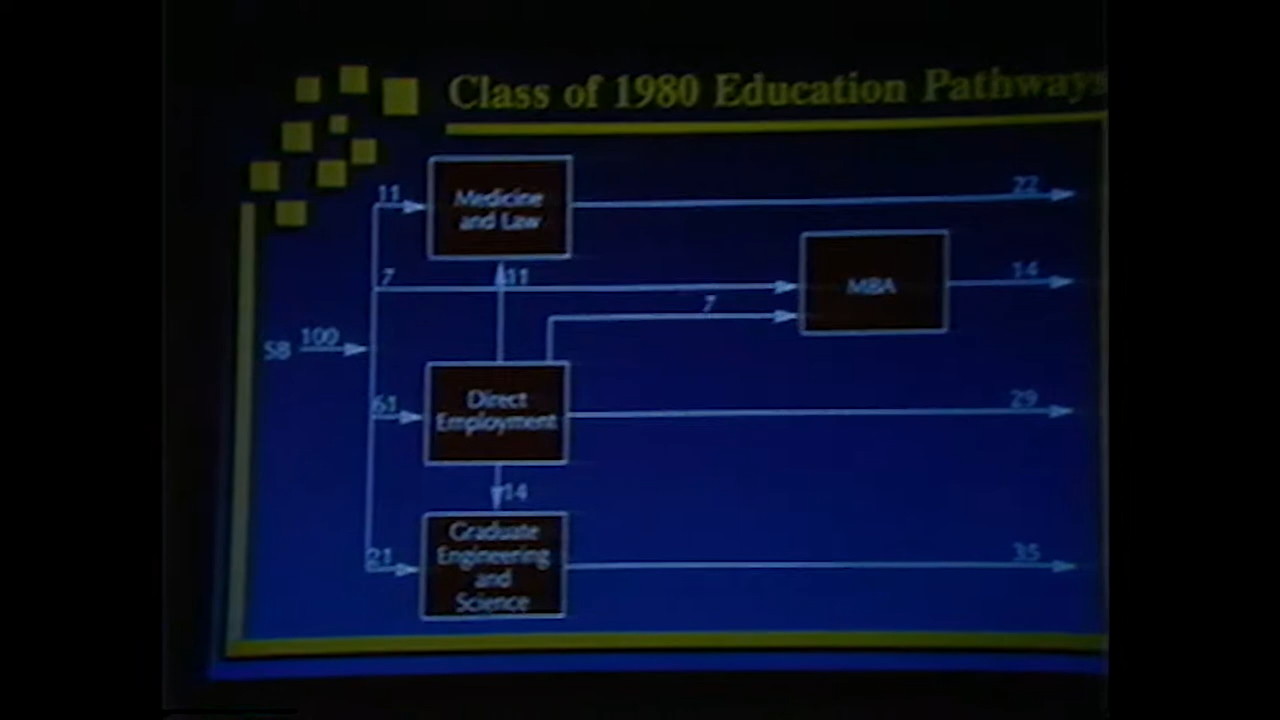 Class of 1980 Education Pathways
11
Medicine
and Law
22
7
11
MBA
14
7
SB
100
61
Direct
Employment
29
14
21
Graduate
Engineering
and
Science
35